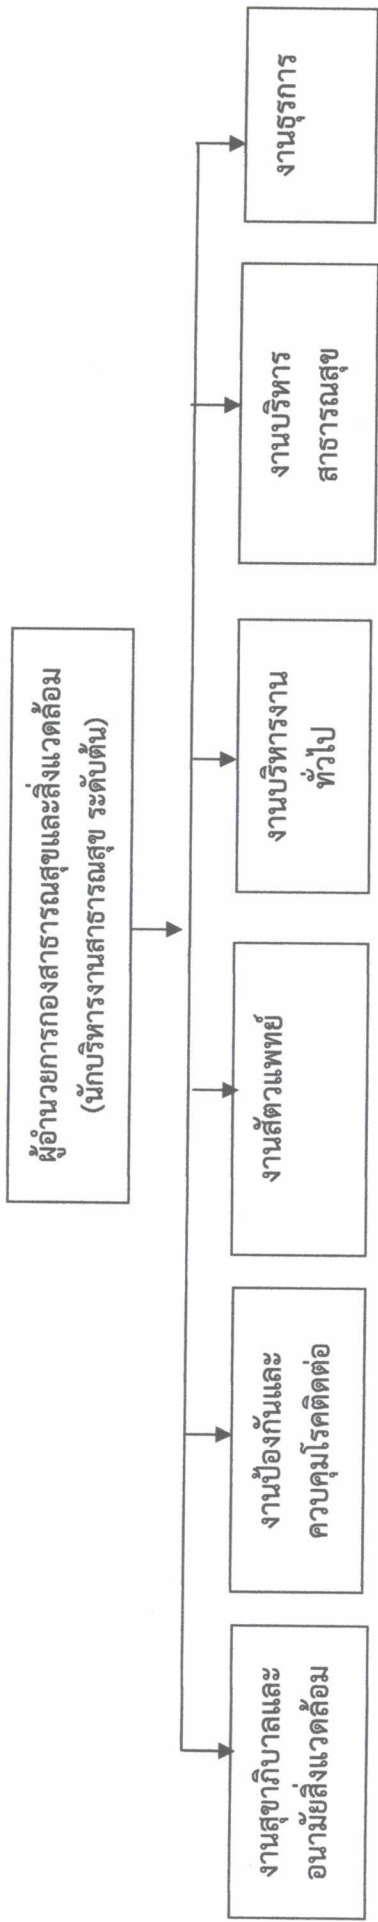 ผู้อำนวยการกองสาธารณสุขและสิ่งแวดล้อม
(นักบริหารงานสาธารณสุข ระดับต้น)
งานสุขาภิบาลและ
อนามัยสิ่งแวดล้อม
งานป้องกันและ
ควบคุมโรคติดต่อ
งานสัตวแพทย์
งานบริหารงาน
ทั่วไป
งานบริหาร
สาธารณสุข
งานธุรการ